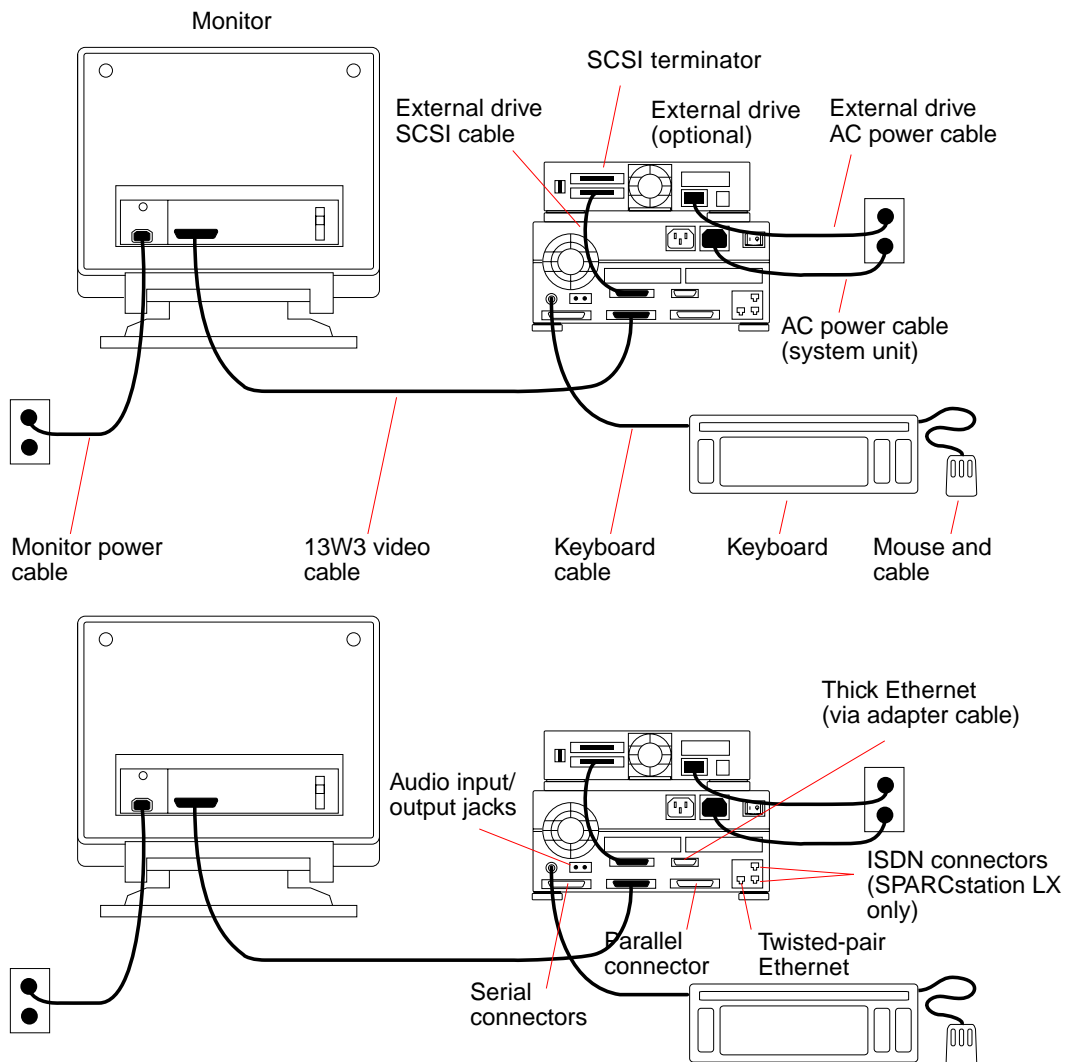 Monitor
SCSI terminator
External drive
SCSI cable
External drive
(optional)
External drive
AC power cable
AC power cable
(system unit)
Monitor power
cable
13W3 video
cable
Keyboard
cable
Keyboard
Mouse and
cable
Thick Ethernet
(via adapter cable)
Audio input/
output jacks
ISDN connectors
(SPARCstation LX
only)
Parallel
connector
Twisted-pair
Ethernet
Serial
connectors